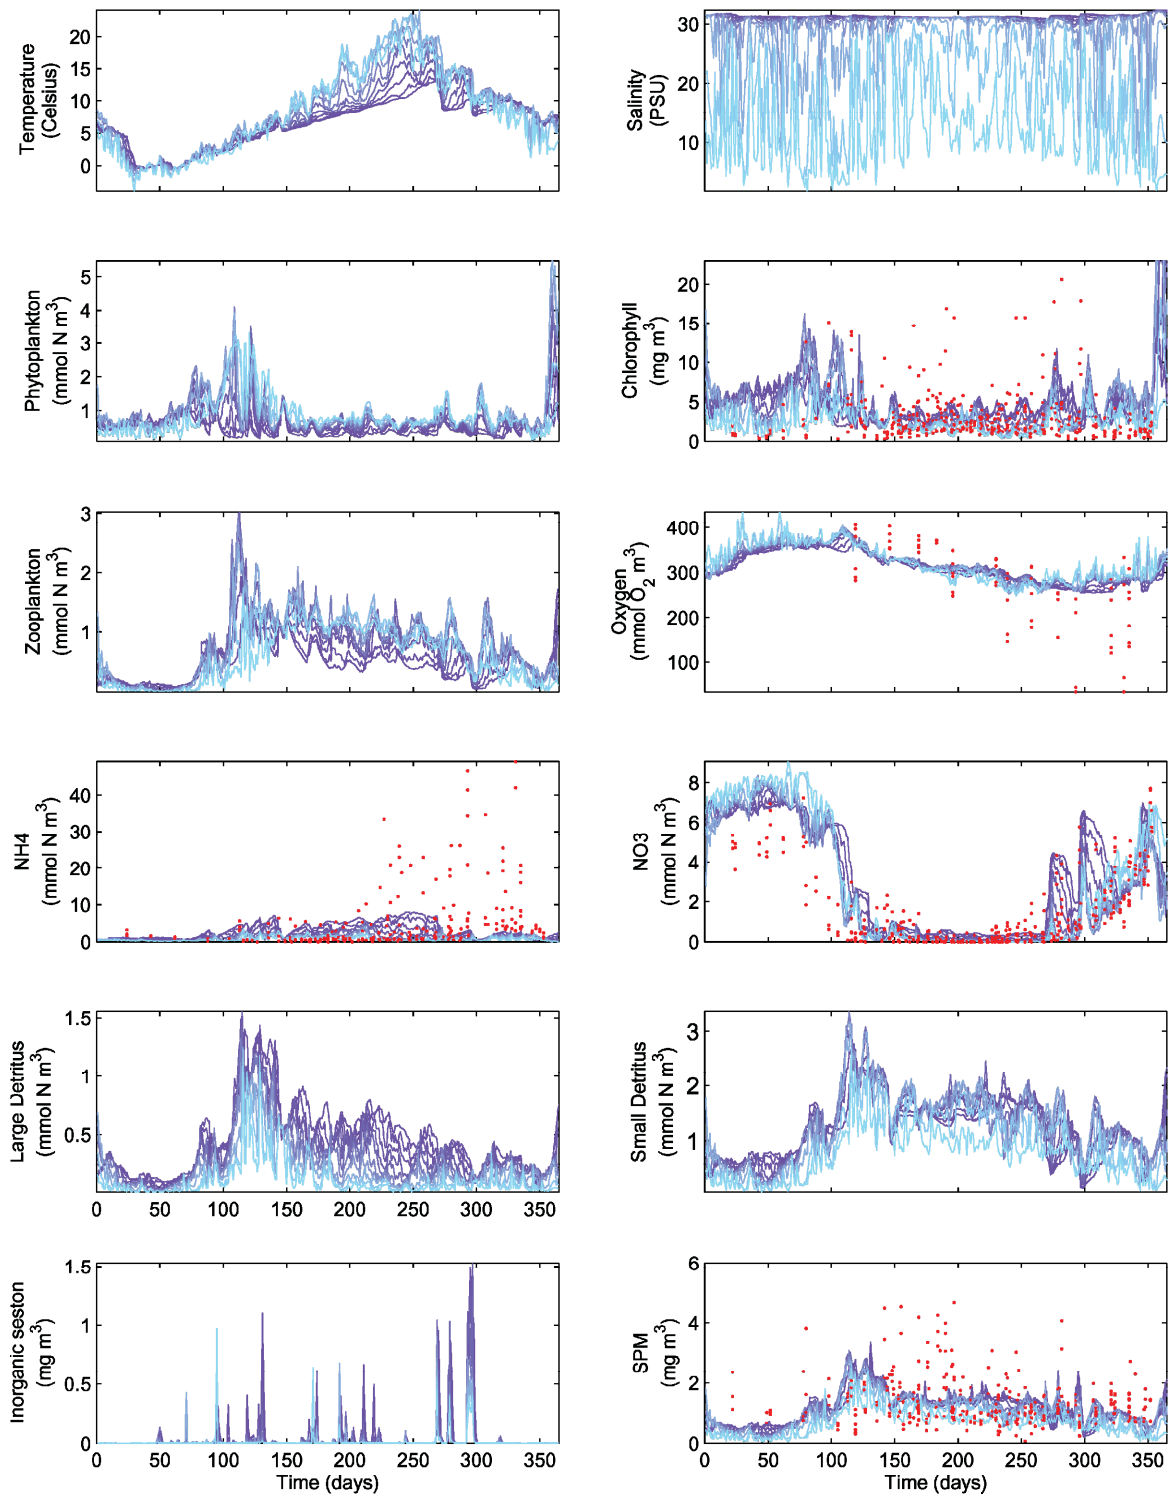 Temperature
(Celsius)
20
15
10
5
0
Salinity
(PSU)
30
20
10
Phytoplankton
(mmol N m3)
5
4
3
2
1
Chlorophyll
(mg m3)
20
15
10
5
0
Zooplankton
(mmol N m3)
3
2
1
Oxygen
(mmol O2 m3)
400
300
200
100
NH4
(mmol N m3)
40
30
20
10
0
NO3
(mmol N m3)
8
6
4
2
0
Large Detritus
(mmol N m3)
1.5
1
0.5
0 50 100 150 200 250 300 350
Small Detritus
(mmol N m3)
3
2
1
Inorganic seston
(mg m3)
1.5
1
0.5
0
0 50 100 150 200 250 300 350
Time (days)
SPM
(mg m3)
6
4
2
0
0 50 100 150 200 250 300 350
Time (days)